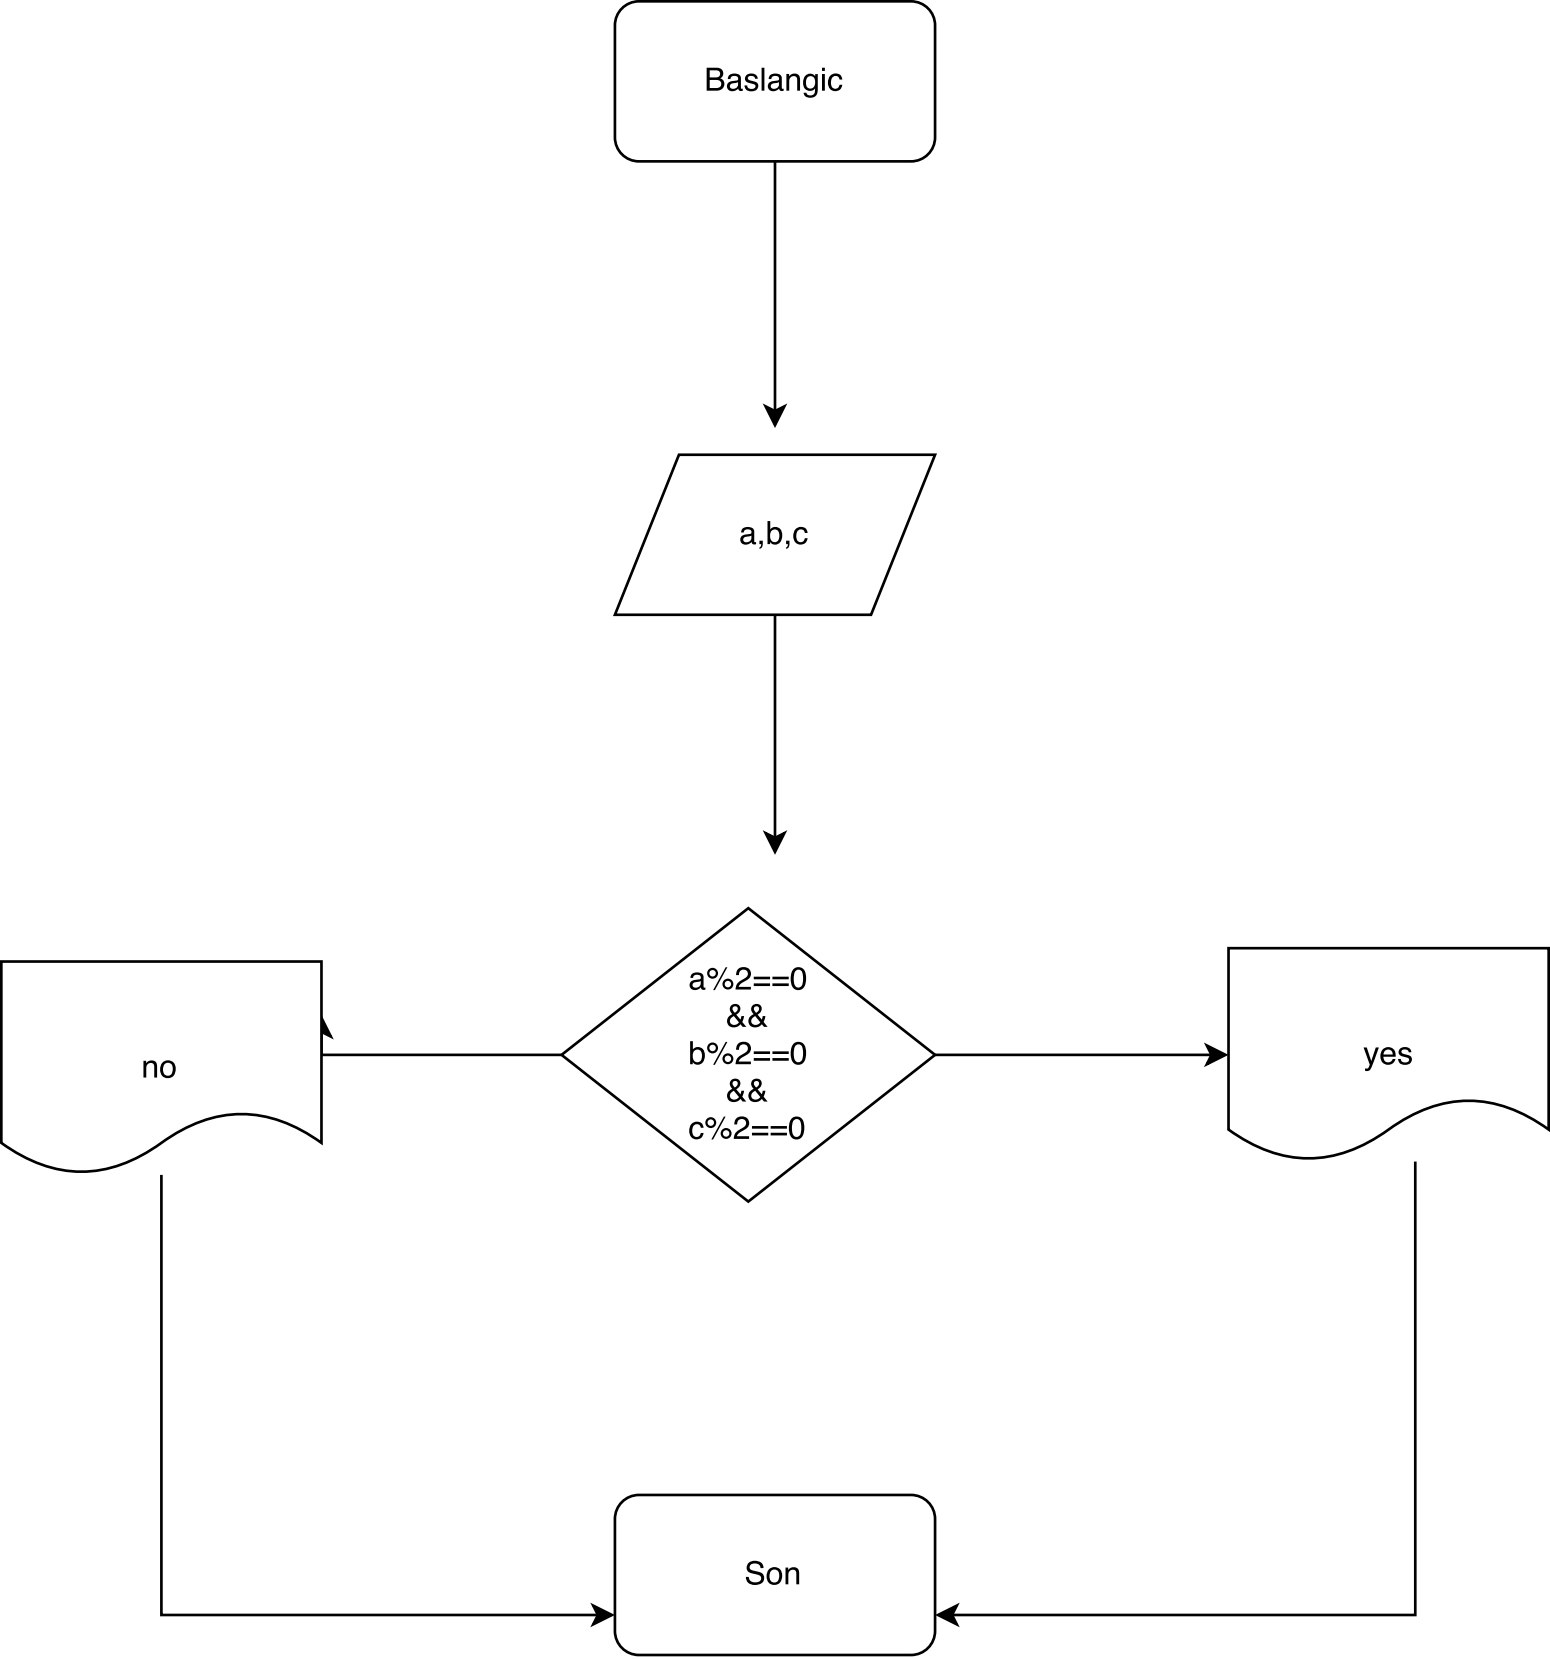 Baslangic
a,b,c
a%2==0
&&
b%2==0
&&
c%2==0
no
yes
Son